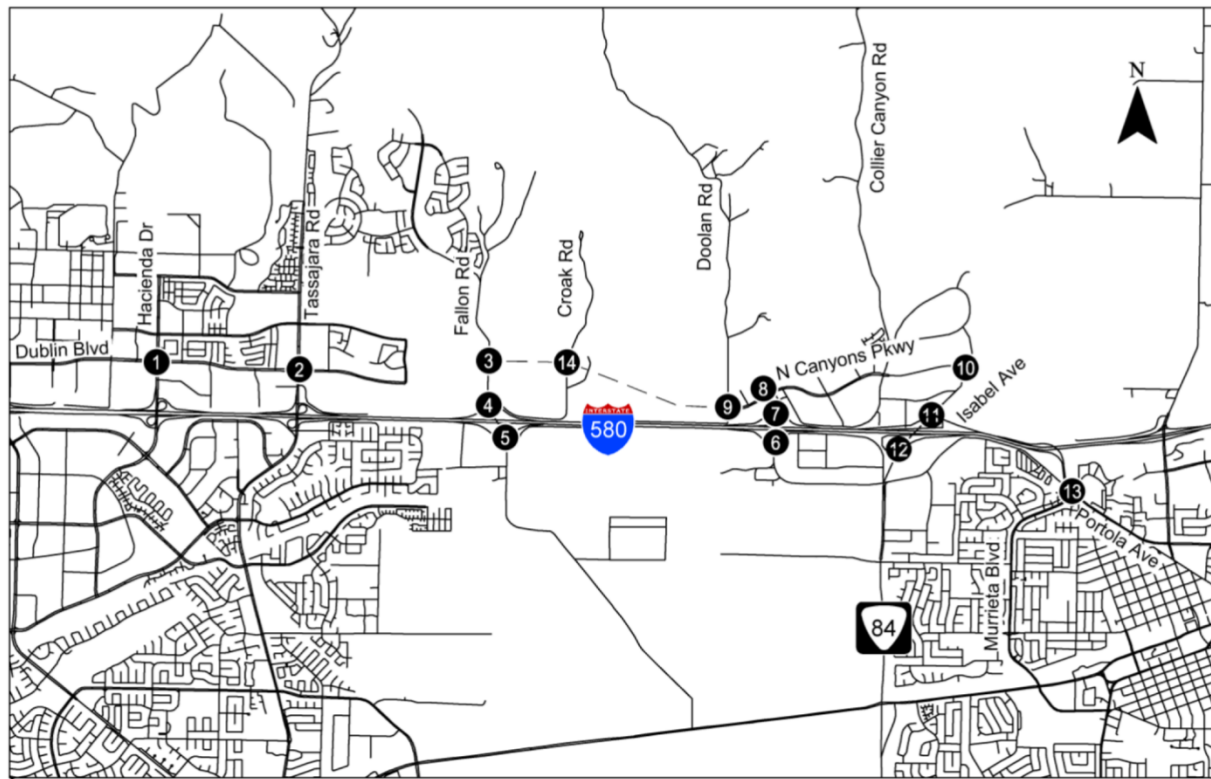 N
Collier Canyon Rd
Hacienda Dr
Tassajara Rd
Fallon Rd
Croak Rd
Doolan Rd
Dublin Blvd
1
2
3
14
N Canyons Pkwy
8
9
10
4
7
11
Isabel Ave
5
INTERSTATE
580
6
12
13
Portola Ave
Murrieta Blvd
84